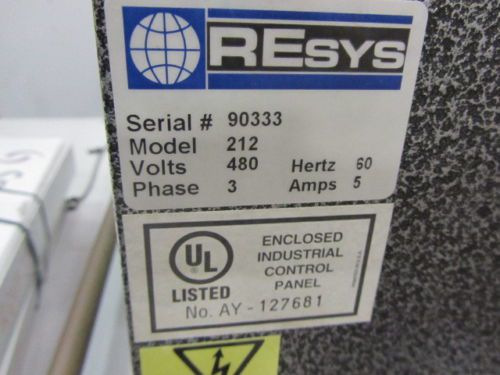 REsys
Serial # 90333
Model 212
Volts 480 Hertz 60
Phase 3 Amps 5
UL
LISTED
ENCLOSED
INDUSTRIAL
CONTROL
PANEL
No. AY - 127681